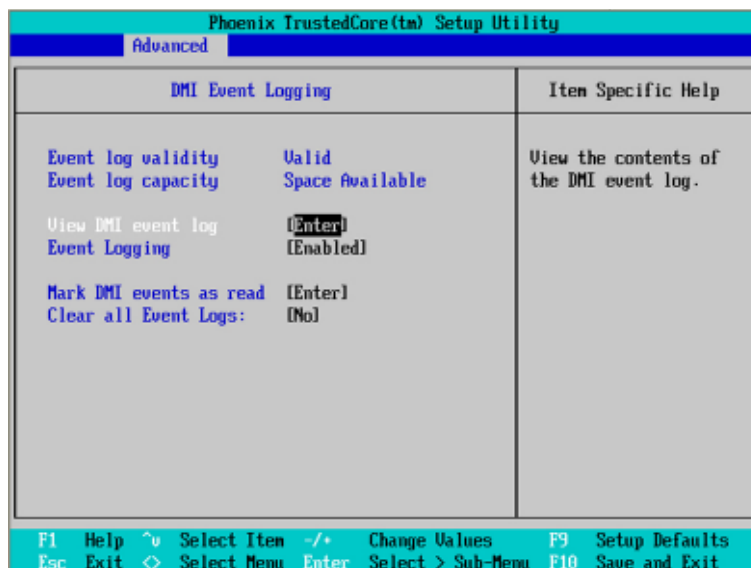 Phoenix TrustedCore(tm) Setup Utility
Advanced
DMI Event Logging
Item Specific Help
Event log validity Valid
Event log capacity Space Available
View DMI event log [Enter]
Event Logging [Enabled]
Mark DMI events as read [Enter]
Clear all Event Logs: [No]
View the contents of
the DMI event log.
F1 Help ^v Select Item -/+ Change Values F9 Setup Defaults
Esc Exit <> Select Menu Enter Select > Sub-Menu F10 Save and Exit